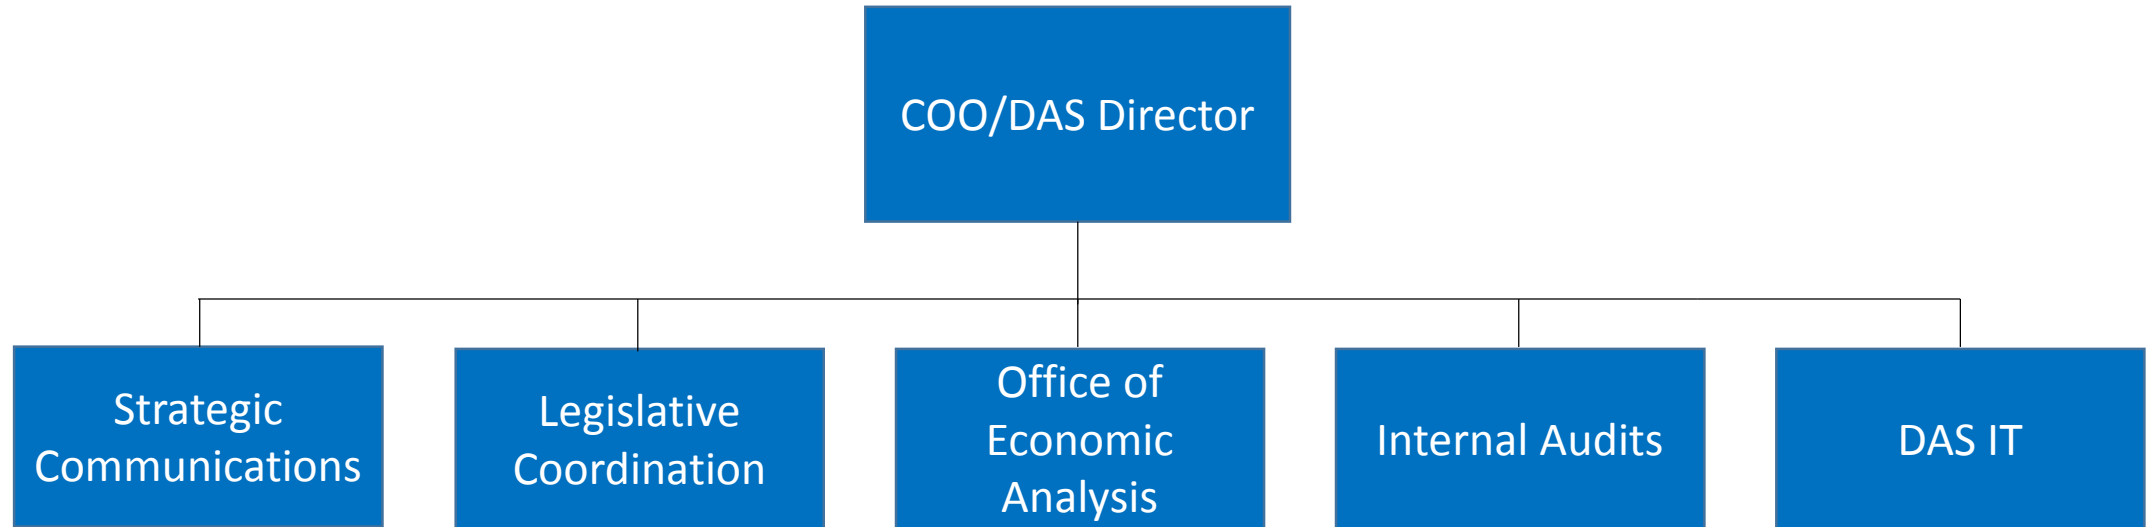 COO/DAS Director
Strategic
Communications
Legislative
Coordination
Office of
Economic
Analysis
Internal Audits
DAS IT